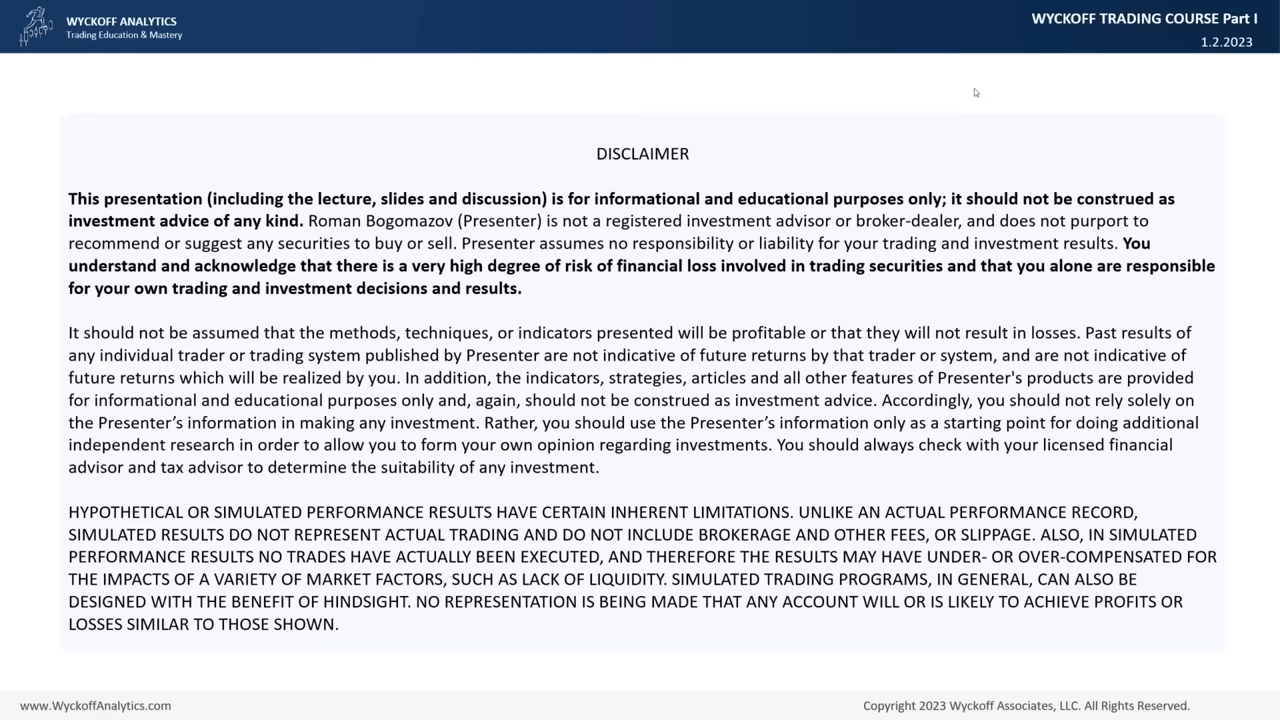 WYCKOFF ANALYTICS
Trading Education & Mastery
WYCKOFF TRADING COURSE Part I
1.2.2023
DISCLAIMER
This presentation (including the lecture, slides and discussion) is for informational and educational purposes only; it should not be construed as
investment advice of any kind. Roman Bogomazov (Presenter) is not a registered investment advisor or broker-dealer, and does not purport to
recommend or suggest any securities to buy or sell. Presenter assumes no responsibility or liability for your trading and investment results. You
understand and acknowledge that there is a very high degree of risk of financial loss involved in trading securities and that you alone are responsible
for your own trading and investment decisions and results.
It should not be assumed that the methods, techniques, or indicators presented will be profitable or that they will not result in losses. Past results of
any individual trader or trading system published by Presenter are not indicative of future returns by that trader or system, and are not indicative of
future returns which will be realized by you. In addition, the indicators, strategies, articles and all other features of Presenter's products are provided
for informational and educational purposes only and, again, should not be construed as investment advice. Accordingly, you should not rely solely on
the Presenter’s information in making any investment. Rather, you should use the Presenter’s information only as a starting point for doing additional
independent research in order to allow you to form your own opinion regarding investments. You should always check with your licensed financial
advisor and tax advisor to determine the suitability of any investment.
HYPOTHETICAL OR SIMULATED PERFORMANCE RESULTS HAVE CERTAIN INHERENT LIMITATIONS. UNLIKE AN ACTUAL PERFORMANCE RECORD,
SIMULATED RESULTS DO NOT REPRESENT ACTUAL TRADING AND DO NOT INCLUDE BROKERAGE AND OTHER FEES, OR SLIPPAGE. ALSO, IN SIMULATED
PERFORMANCE RESULTS NO TRADES HAVE ACTUALLY BEEN EXECUTED, AND THEREFORE THE RESULTS MAY HAVE UNDER- OR OVER-COMPENSATED FOR
THE IMPACTS OF A VARIETY OF MARKET FACTORS, SUCH AS LACK OF LIQUIDITY. SIMULATED TRADING PROGRAMS, IN GENERAL, CAN ALSO BE
DESIGNED WITH THE BENEFIT OF HINDSIGHT. NO REPRESENTATION IS BEING MADE THAT ANY ACCOUNT WILL OR IS LIKELY TO ACHIEVE PROFITS OR
LOSSES SIMILAR TO THOSE SHOWN.
www.WyckoffAnalytics.com
Copyright 2023 Wyckoff Associates, LLC. All Rights Reserved.